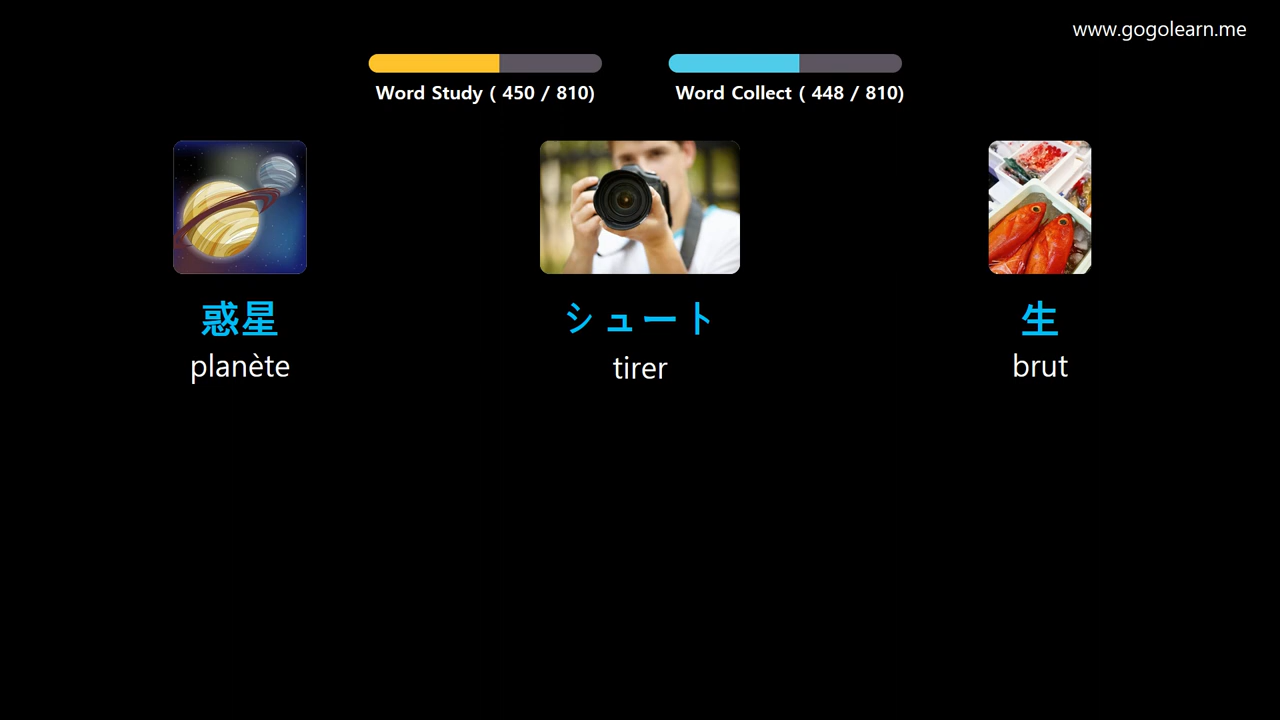 www.gogolearn.me
Word Study ( 450 / 810)
Word Collect ( 448 / 810)
惑星
シュート
生
planète
tirer
brut